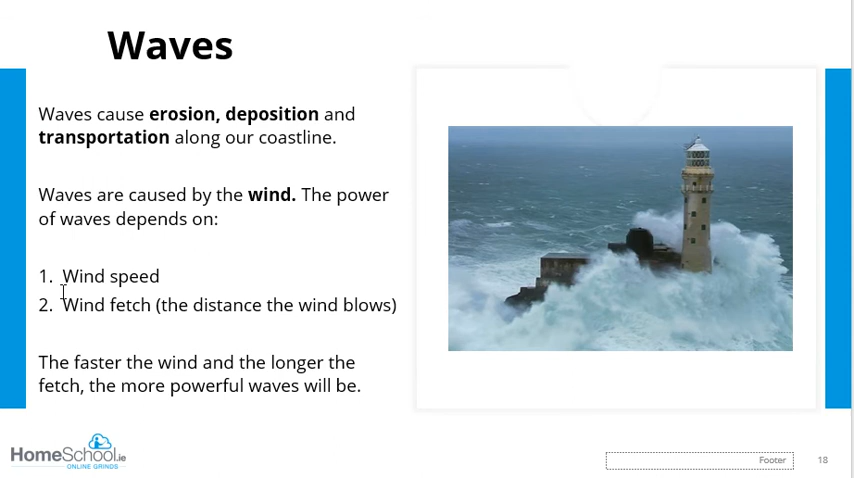 Waves
Waves cause erosion, deposition and
transportation along our coastline.
Waves are caused by the wind. The power
of waves depends on:
1. Wind speed
2. Wind fetch (the distance the wind blows)
The faster the wind and the longer the
fetch, the more powerful waves will be.
HomeSchool.ie
ONLINE GRINDS
Footer
18